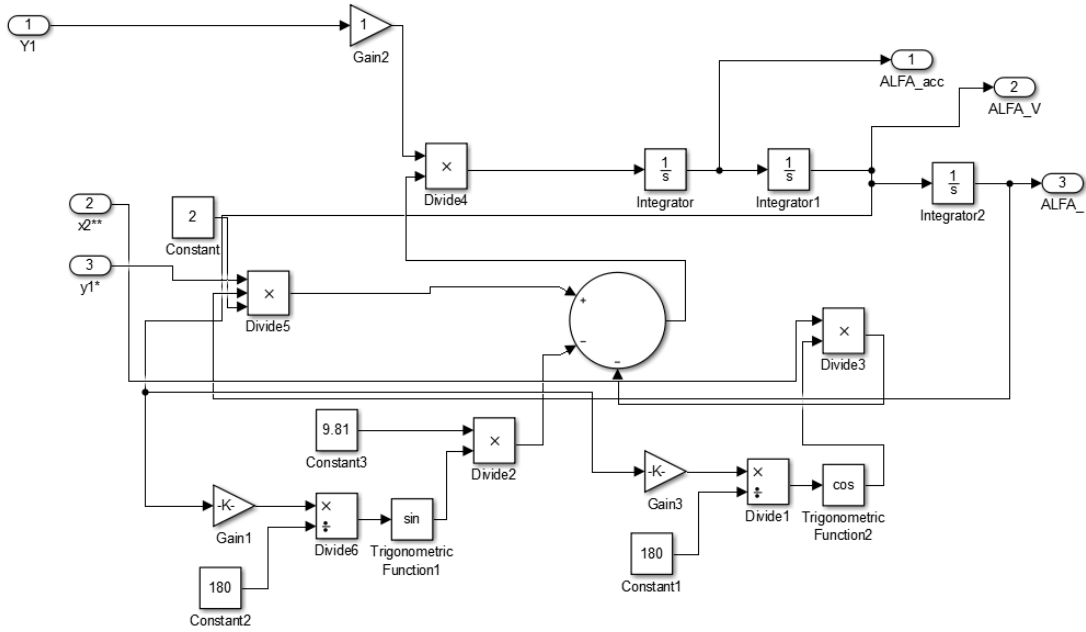 1
Y1
1
Gain2
1
ALFA_acc
2
ALFA_V
×
Divide4
1
s
Integrator
1
s
Integrator1
1
s
Integrator2
3
ALFA_
2
x2**
2
Constant
3
y1*
×
Divide5
+
−
−
×
Divide3
9.81
Constant3
×
Divide2
-K-
Gain1
×
÷
Divide6
sin
Trigonometric
Function1
180
Constant2
-K-
Gain3
×
÷
Divide1
cos
Trigonometric
Function2
180
Constant1